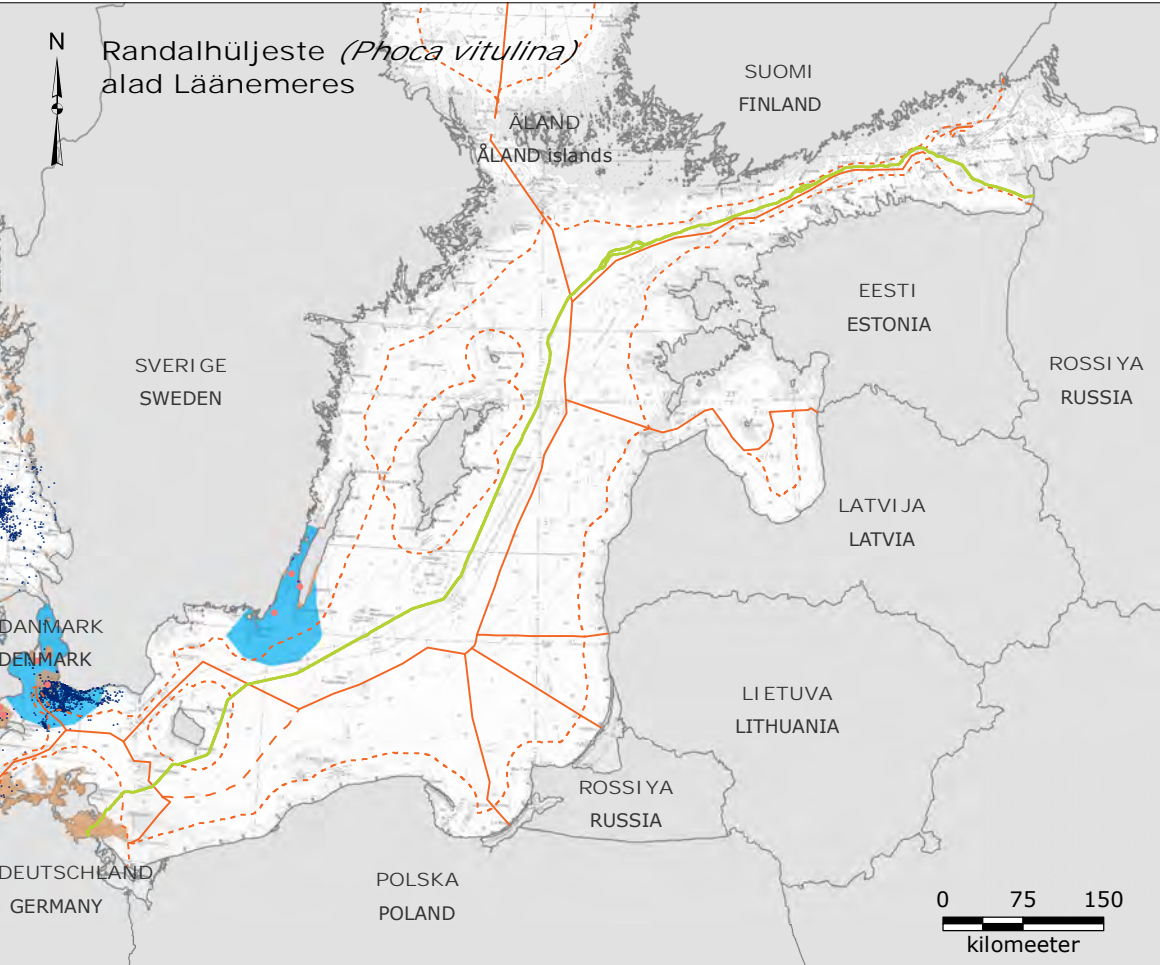 N
Randalhüljeste (Phoca vitulina)
alad Läänemeres
SUOMI
FINLAND
ÅLAND
ÅLAND islands
EESTI
ESTONIA
SVERIGE
SWEDEN
ROSSIYA
RUSSIA
LATVIJA
LATVIA
DANMARK
DENMARK
LIETUVA
LITHUANIA
ROSSIYA
RUSSIA
DEUTSCHLAND
GERMANY
POLSKA
POLAND
0 75 150
kilomeeter